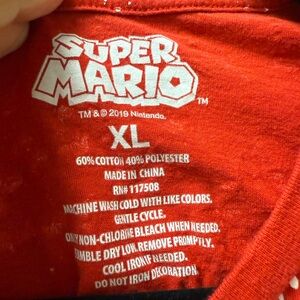 SUPER
MARIO™
TM & © 2019 Nintendo.
XL
60% COTTON 40% POLYESTER
MADE IN CHINA
RN# 117508
MACHINE WASH COLD WITH LIKE COLORS.
GENTLE CYCLE.
ONLY NON-CHLORINE BLEACH WHEN NEEDED.
TUMBLE DRY LOW. REMOVE PROMPTLY.
COOL IRON IF NEEDED.
DO NOT IRON DECORATION.